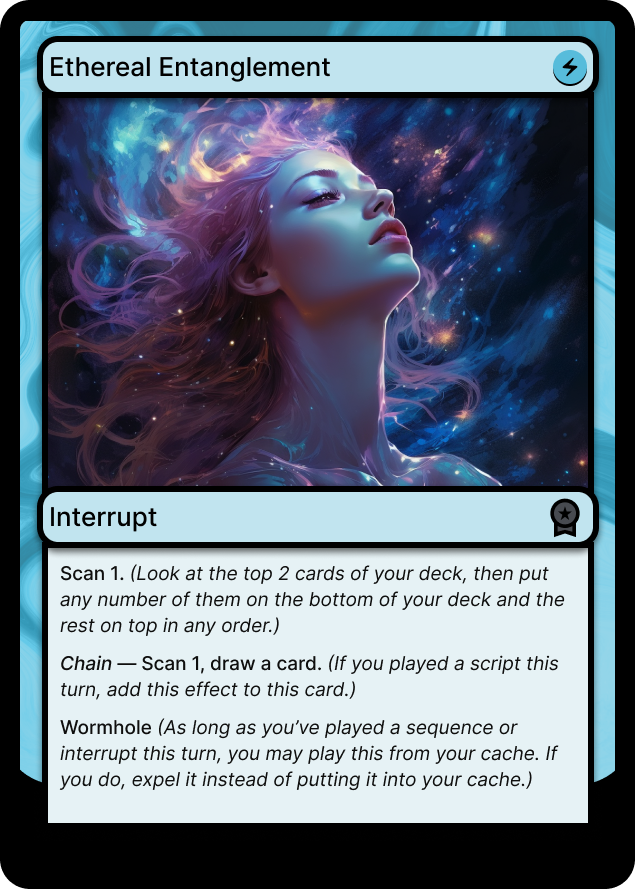 Ethereal Entanglement
Interrupt
Scan 1. (Look at the top 2 cards of your deck, then put
any number of them on the bottom of your deck and the
rest on top in any order.)
Chain — Scan 1, draw a card. (If you played a script this
turn, add this effect to this card.)
Wormhole (As long as you’ve played a sequence or
interrupt this turn, you may play this from your cache. If
you do, expel it instead of putting it into your cache.)